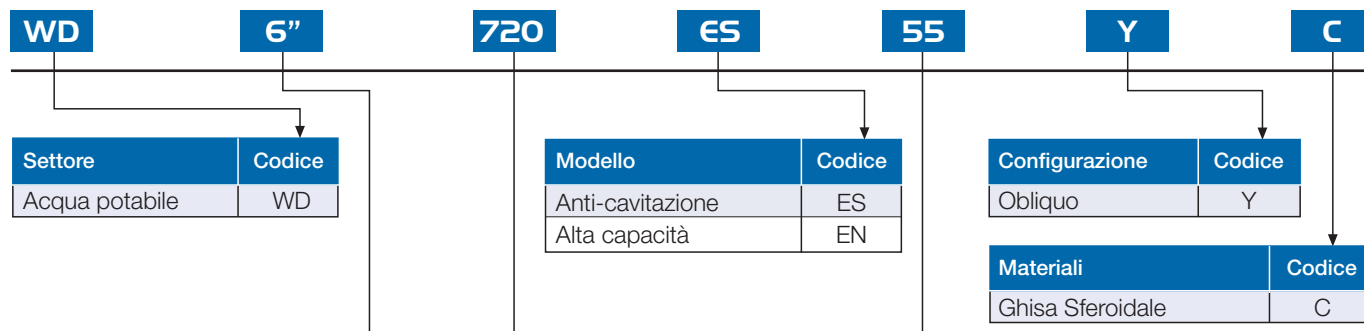 WD 6” 720 ES 55 Y C
Settore Codice
Acqua potabile WD
Modello Codice
Anti-cavitazione ES
Alta capacità EN
Configurazione Codice
Obliquo Y
Materiali Codice
Ghisa Sferoidale C